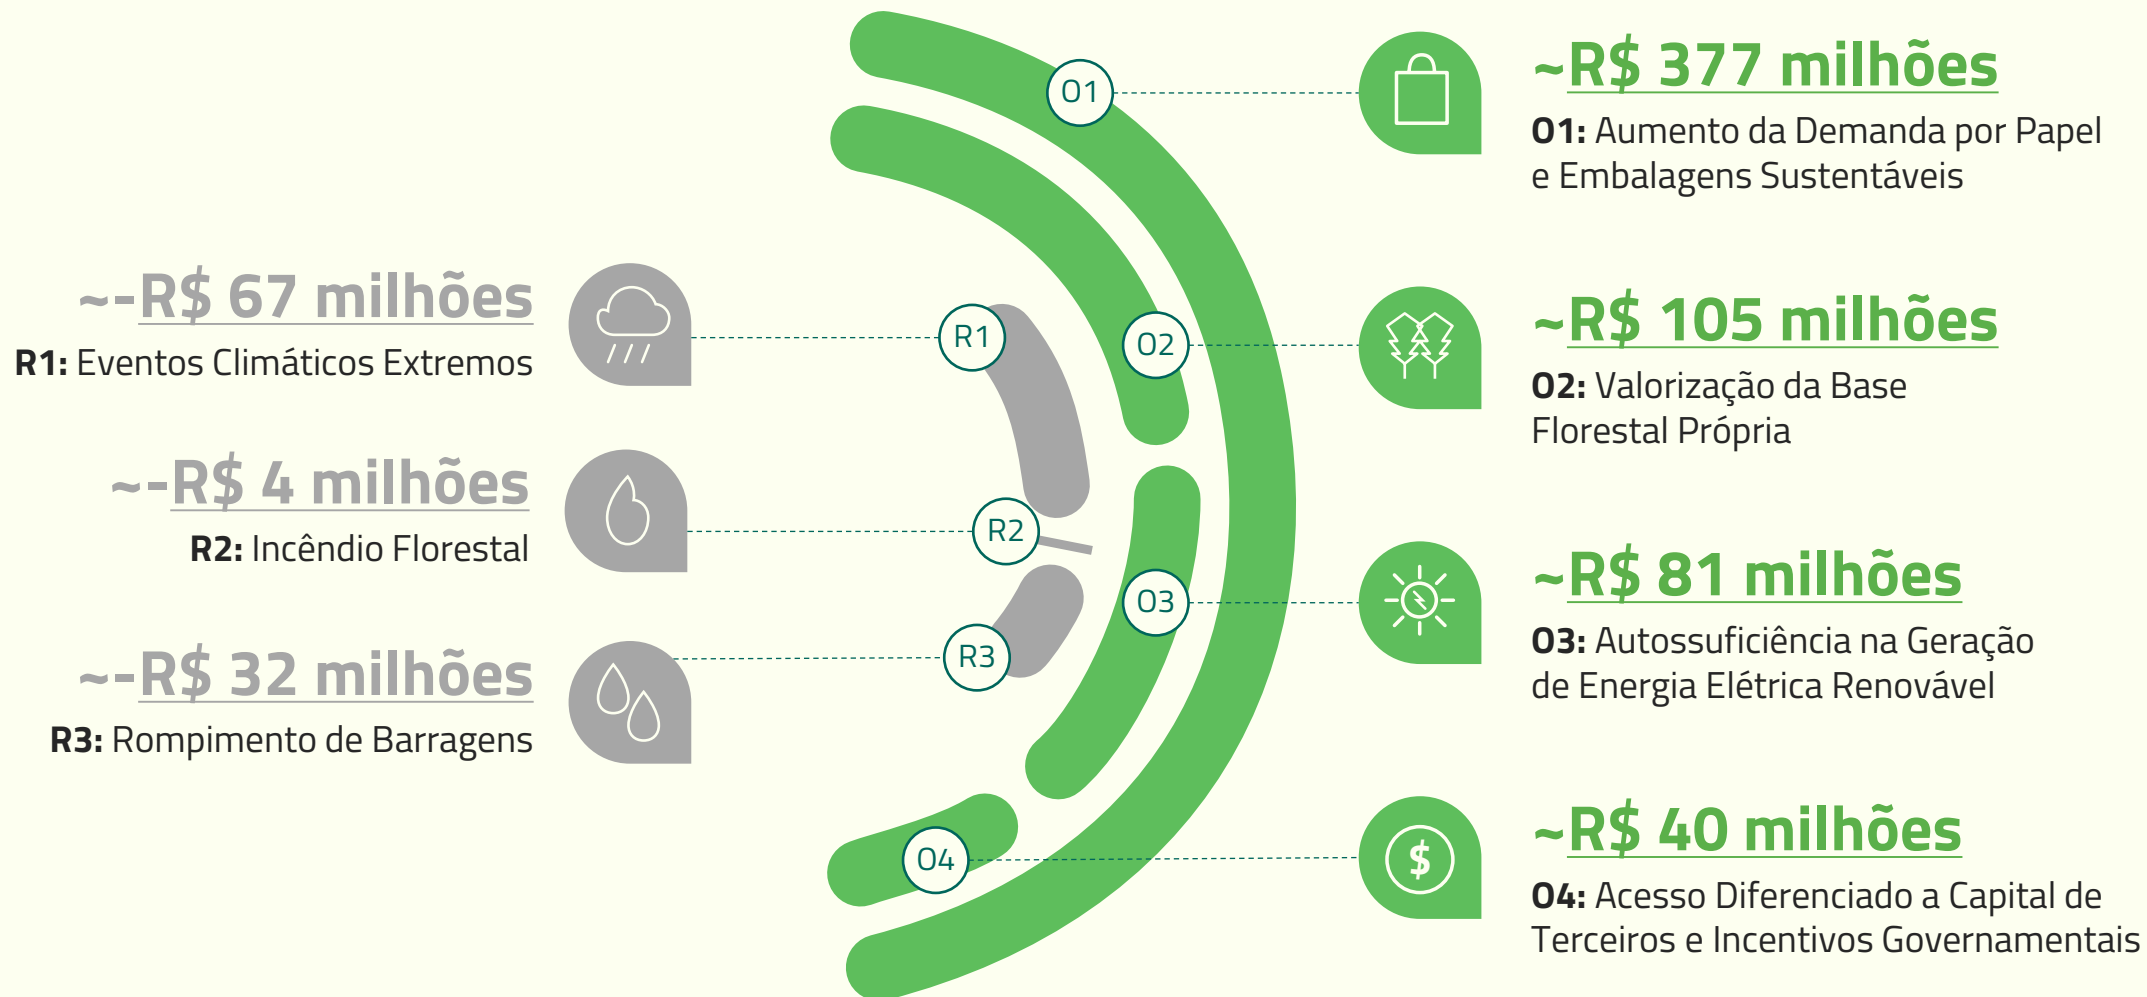 ~-R$ 67 milhões
R1: Eventos Climáticos Extremos
~-R$ 4 milhões
R2: Incêndio Florestal
~-R$ 32 milhões
R3: Rompimento de Barragens
R1
R2
R3
O1
O2
O3
O4
$
~R$ 377 milhões
O1: Aumento da Demanda por Papel
e Embalagens Sustentáveis
~R$ 105 milhões
O2: Valorização da Base
Florestal Própria
~R$ 81 milhões
O3: Autossuficiência na Geração
de Energia Elétrica Renovável
~R$ 40 milhões
O4: Acesso Diferenciado a Capital de
Terceiros e Incentivos Governamentais